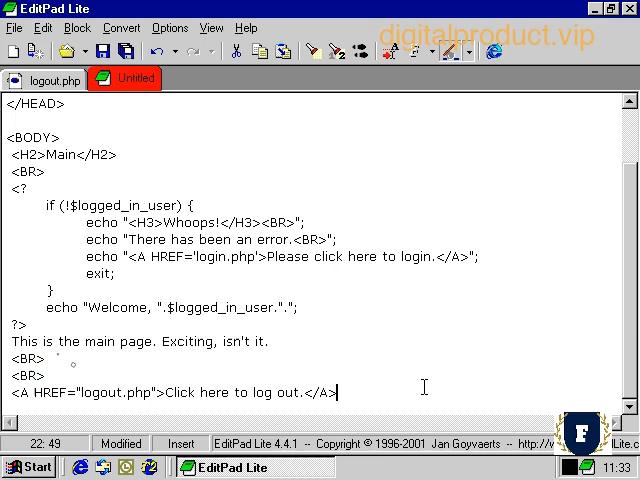 EditPad Lite
digitalproduct.vip
File Edit Block Convert Options View Help
logout.php Untitled
</HEAD>
<BODY>
<H2>Main</H2>
<BR>
<?
if (!$logged_in_user) {
echo "<H3>Whoops!</H3><BR>";
echo "There has been an error.<BR>";
echo "<A HREF='login.php'>Please click here to login.</A>";
exit;
}
echo "Welcome, ".$logged_in_user.".";
?>
This is the main page. Exciting, isn't it.
<BR>
<BR>
<A HREF="logout.php">Click here to log out.</A>
22: 49 Modified Insert EditPad Lite 4.4.1 -- Copyright © 1996-2001 Jan Goyvaerts -- http://w
F
Start EditPad Lite 11:33